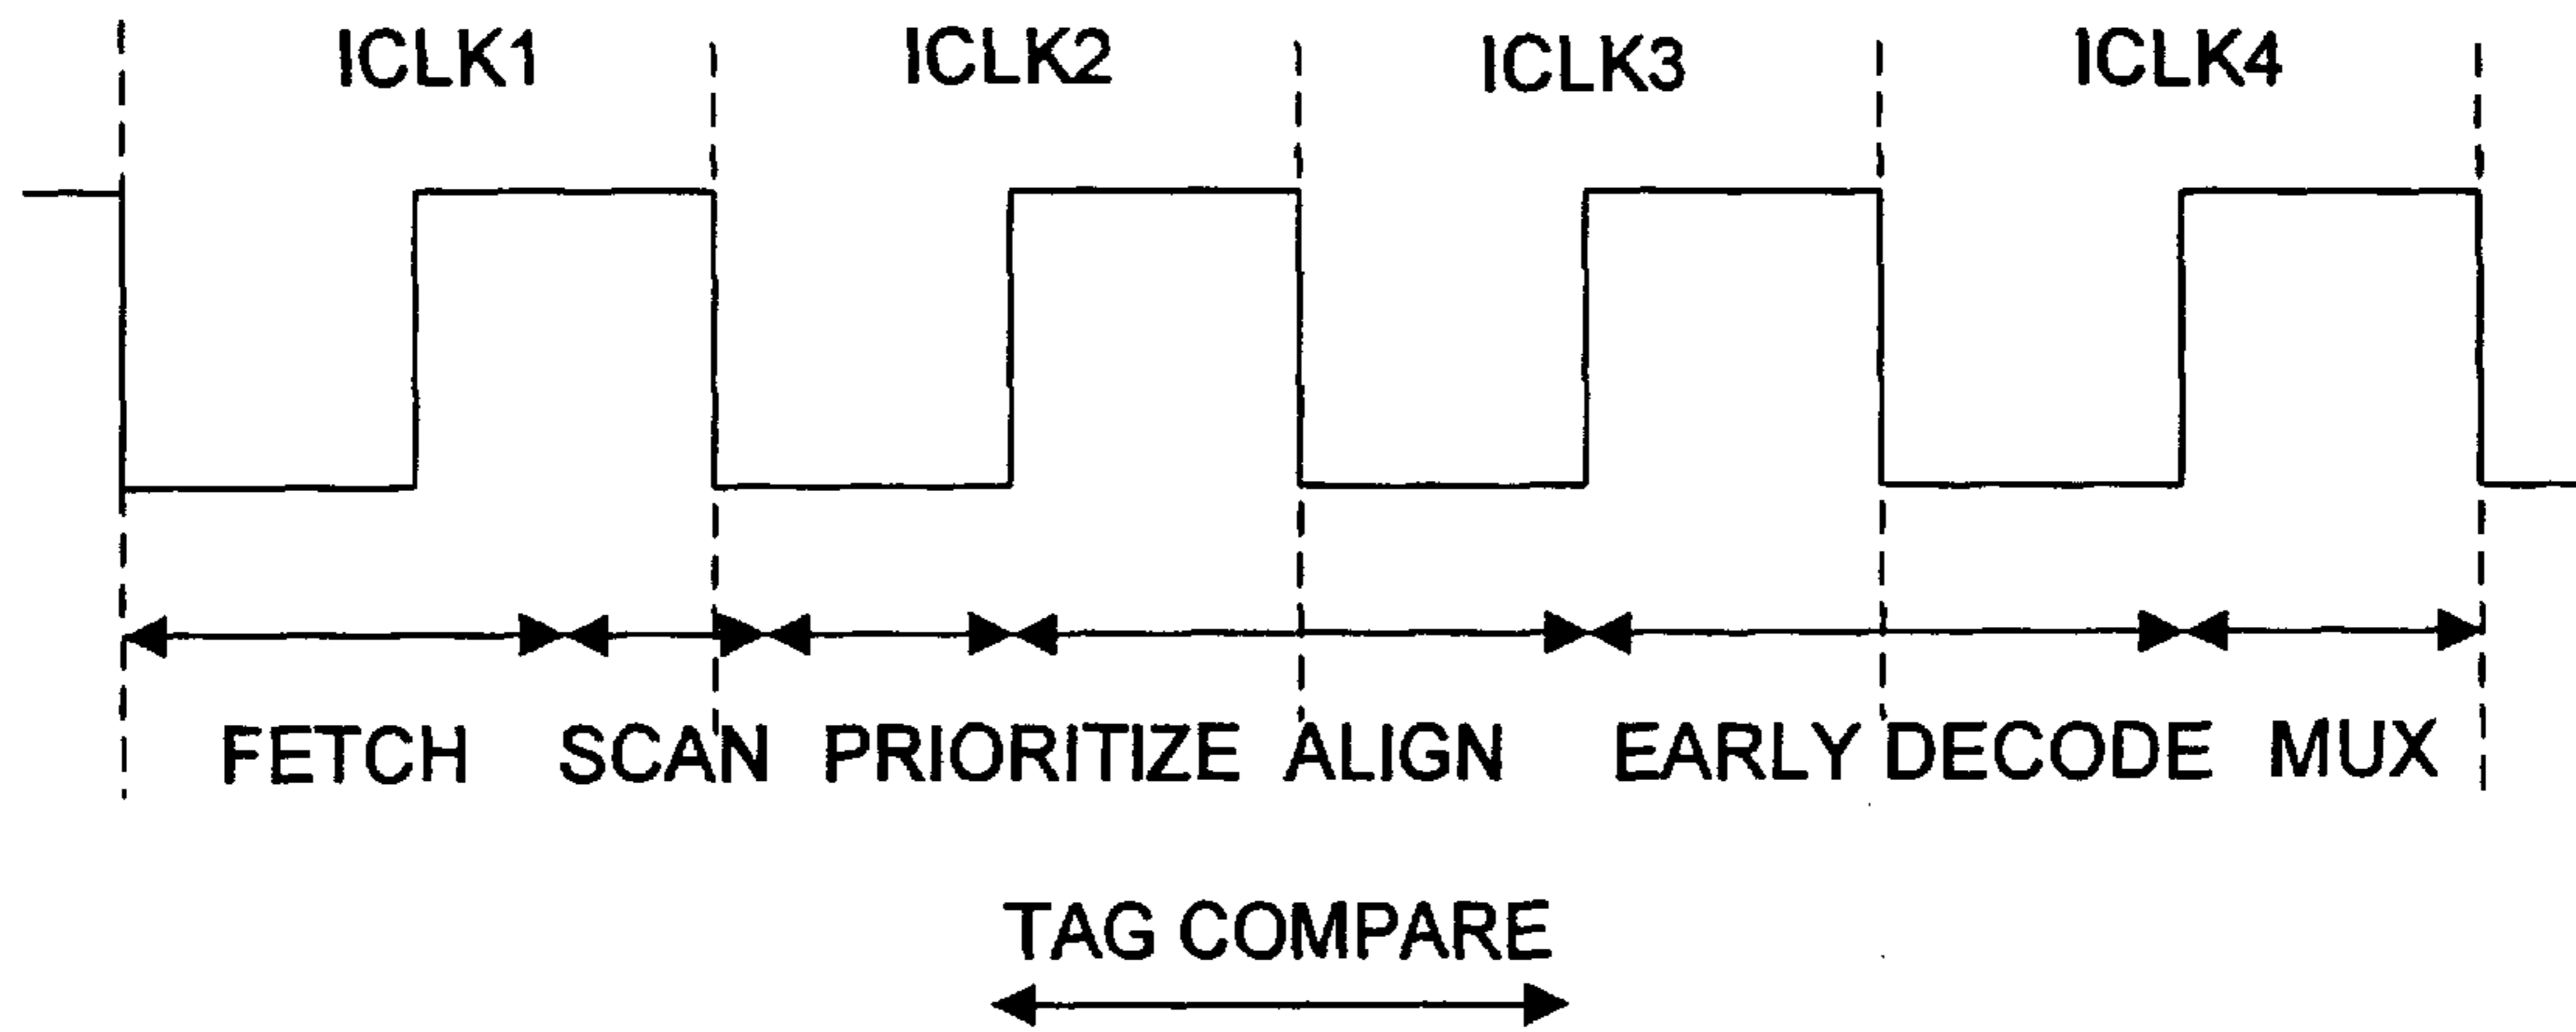 ICLK1 ICLK2 ICLK3 ICLK4
FETCH SCAN PRIORITIZE ALIGN EARLY DECODE MUX
TAG COMPARE